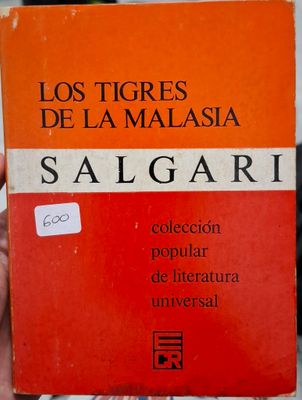 LOS TIGRES
DE LA MALASIA
SALGARI
600
colección
popular
de literatura
universal
ECR